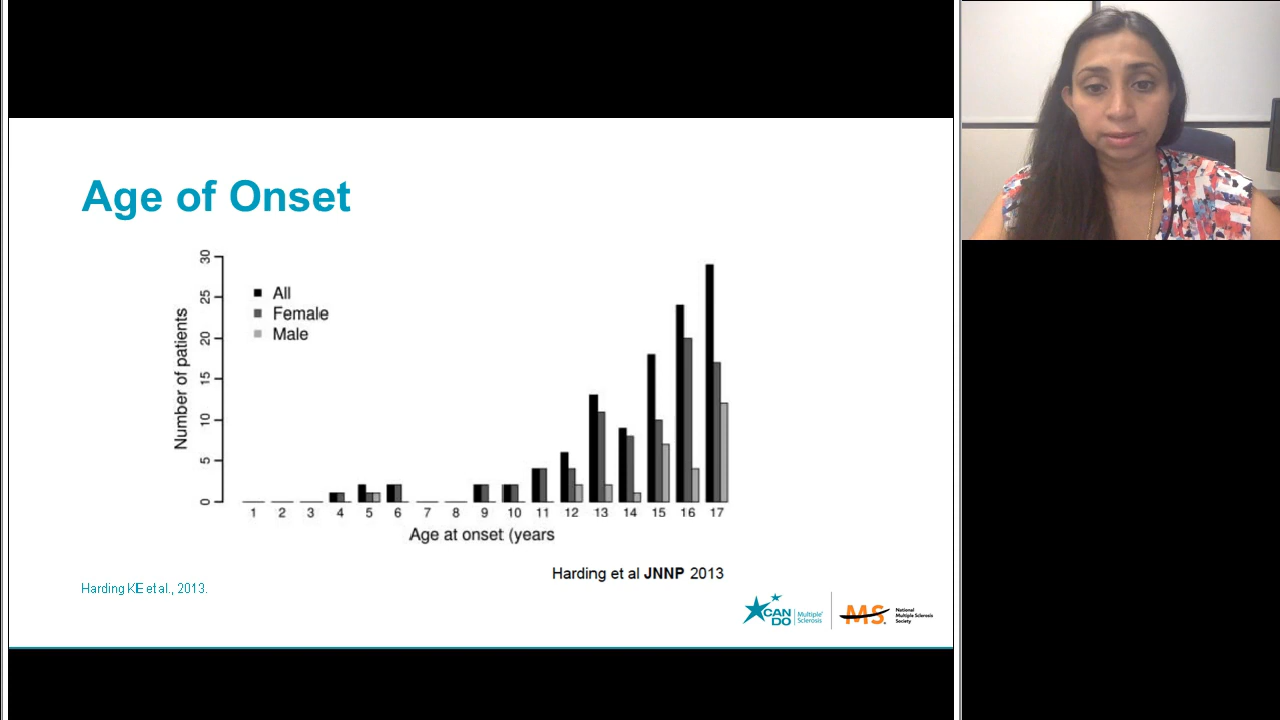 Age of Onset
30
25
20
15
10
5
0
Number of patients
All
Female
Male
1 2 3 4 5 6 7 8 9 10 11 12 13 14 15 16 17
Age at onset (years
Harding et al JNNP 2013
Harding KE et al., 2013.
CAN DO
Multiple
Sclerosis
MS
National
Multiple Sclerosis
Society